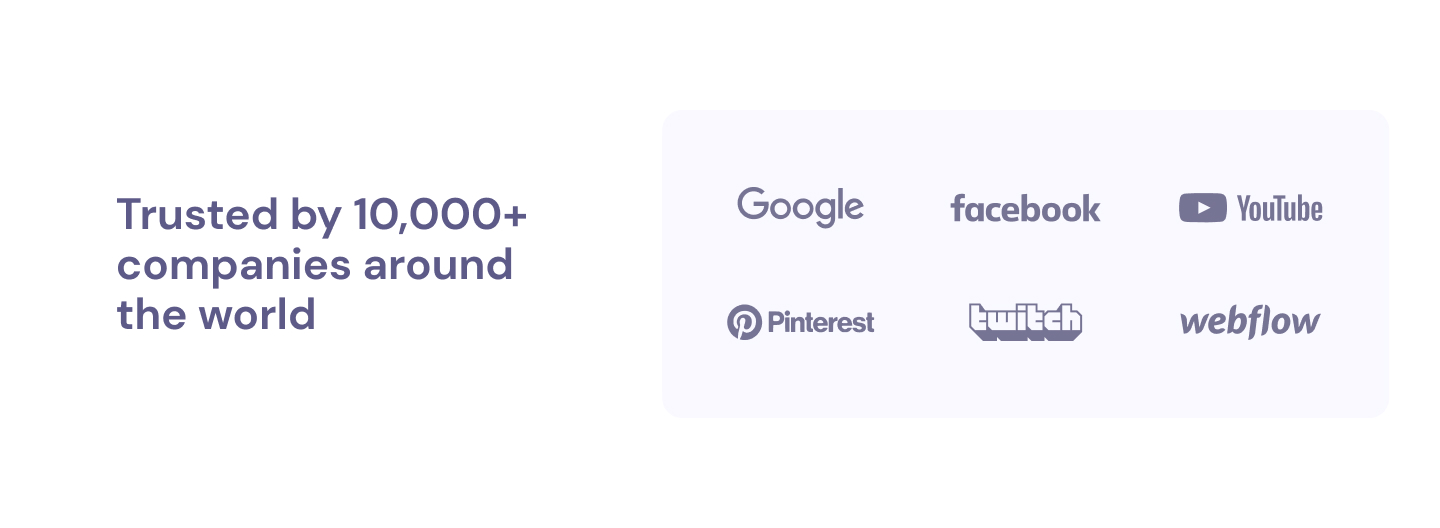 Trusted by 10,000+
companies around
the world
Google facebook YouTube
Pinterest twitch webflow